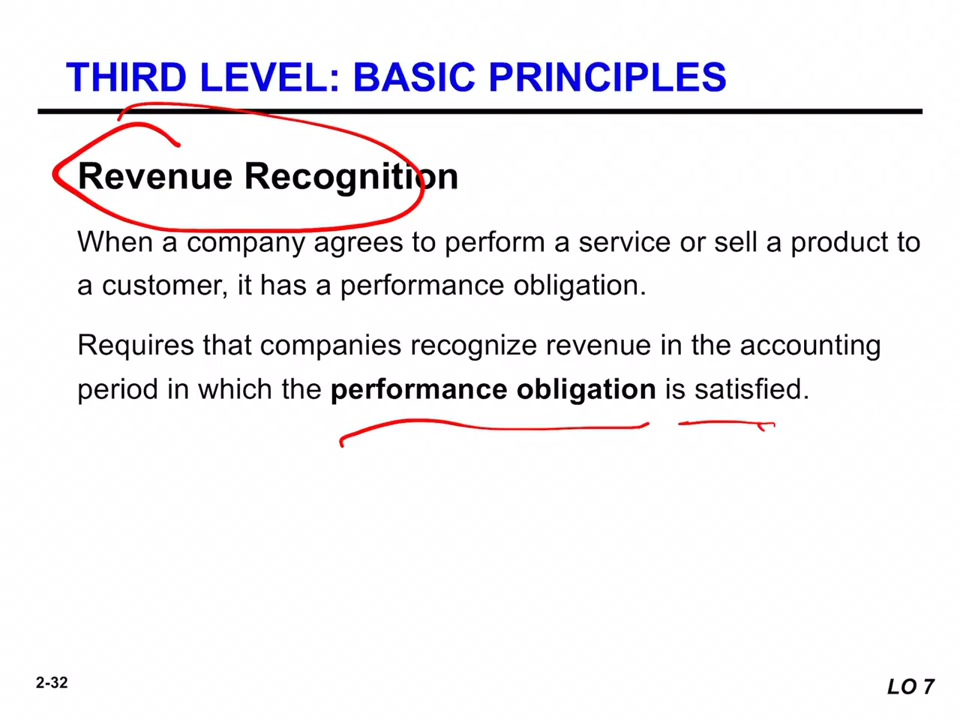 THIRD LEVEL: BASIC PRINCIPLES
Revenue Recognition
When a company agrees to perform a service or sell a product to
a customer, it has a performance obligation.
Requires that companies recognize revenue in the accounting
period in which the performance obligation is satisfied.
2-32
LO 7